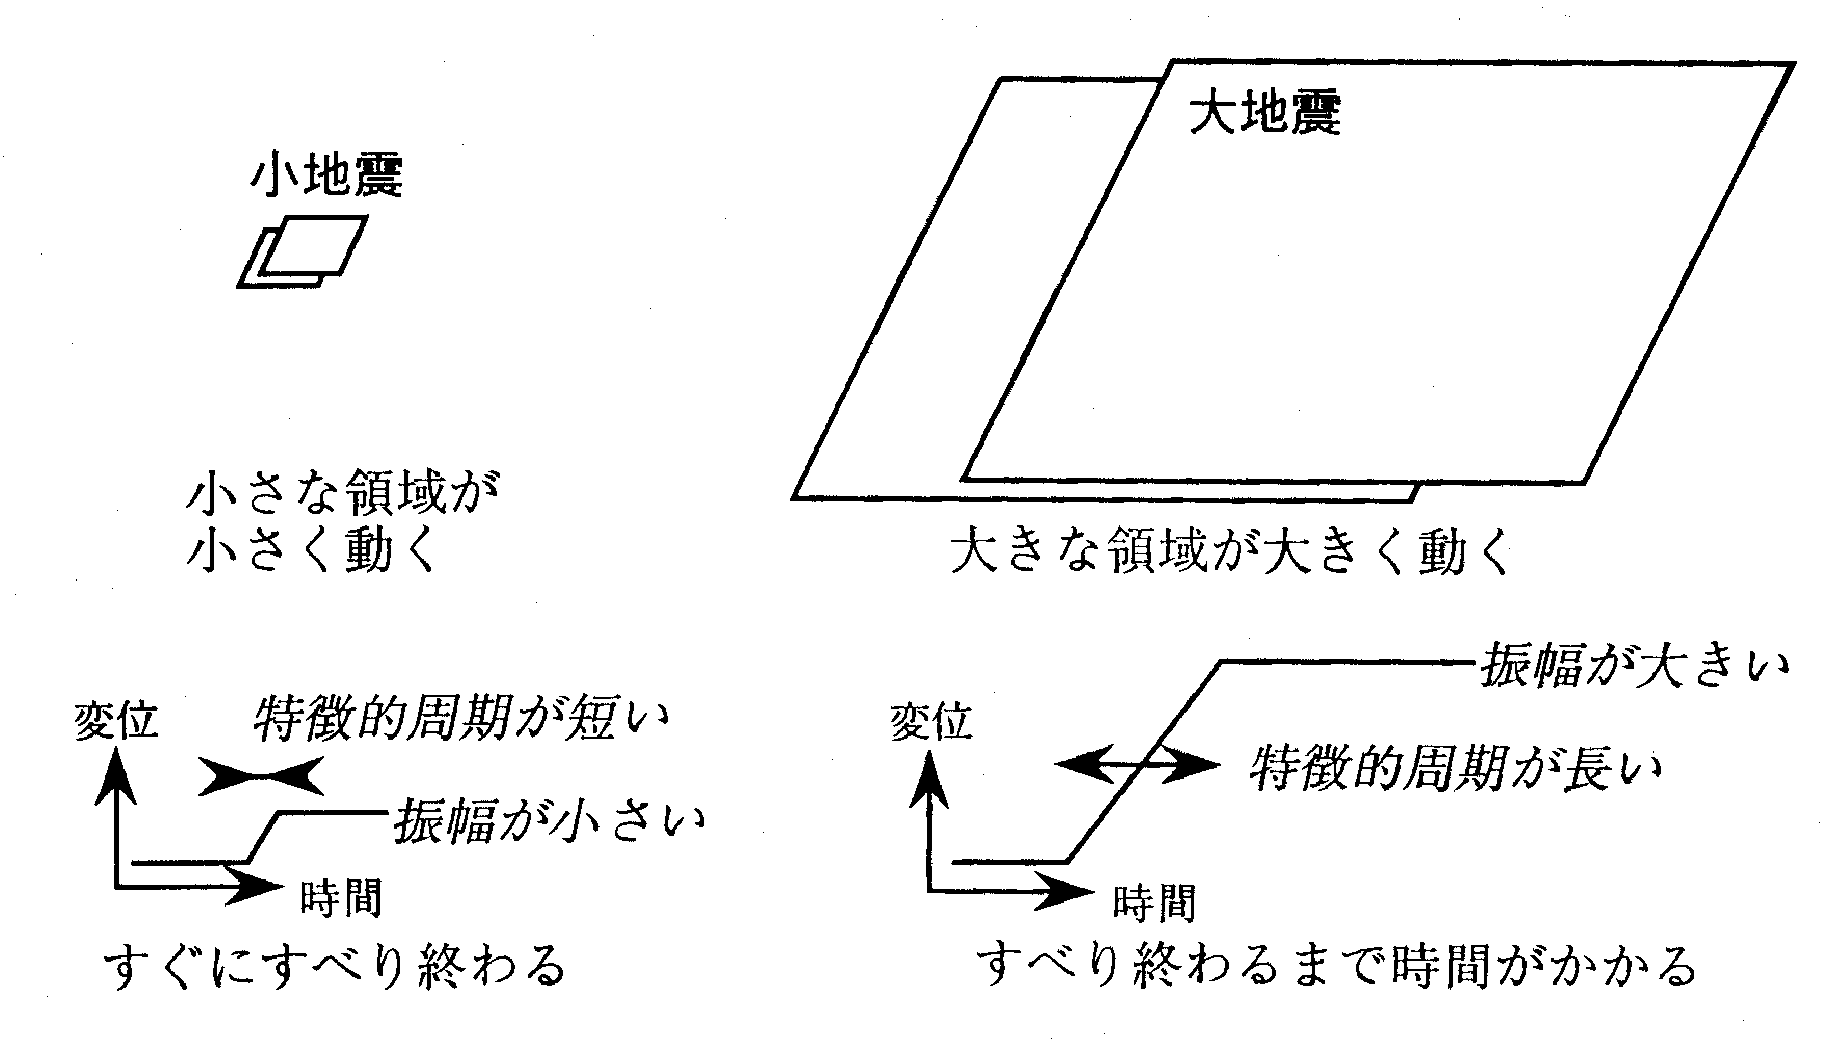 小地震
大地震
小さな領域が
小さく動く
大きな領域が大きく動く
変位
特徴的周期が短い
振幅が小さい
時間
すぐにすべり終わる
変位
振幅が大きい
特徴的周期が長い
時間
すべり終わるまで時間がかかる